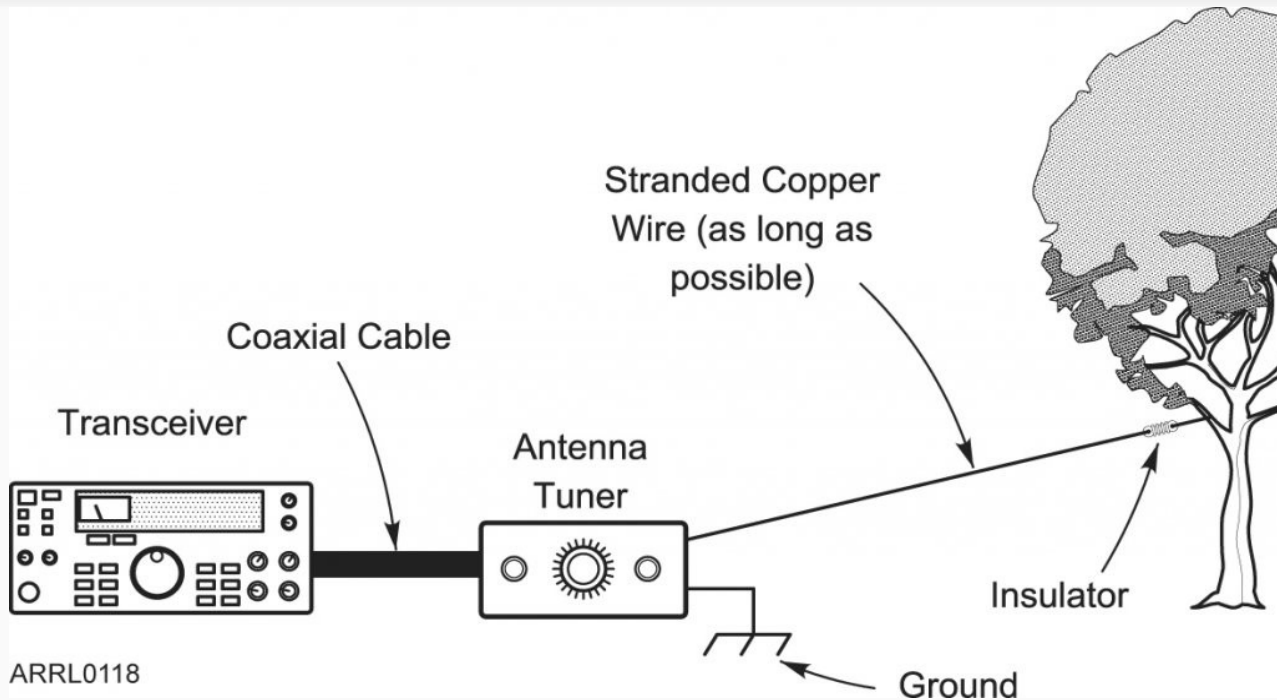 Stranded Copper
Wire (as long as
possible)
Coaxial Cable
Transceiver
Antenna
Tuner
Insulator
Ground
ARRL0118